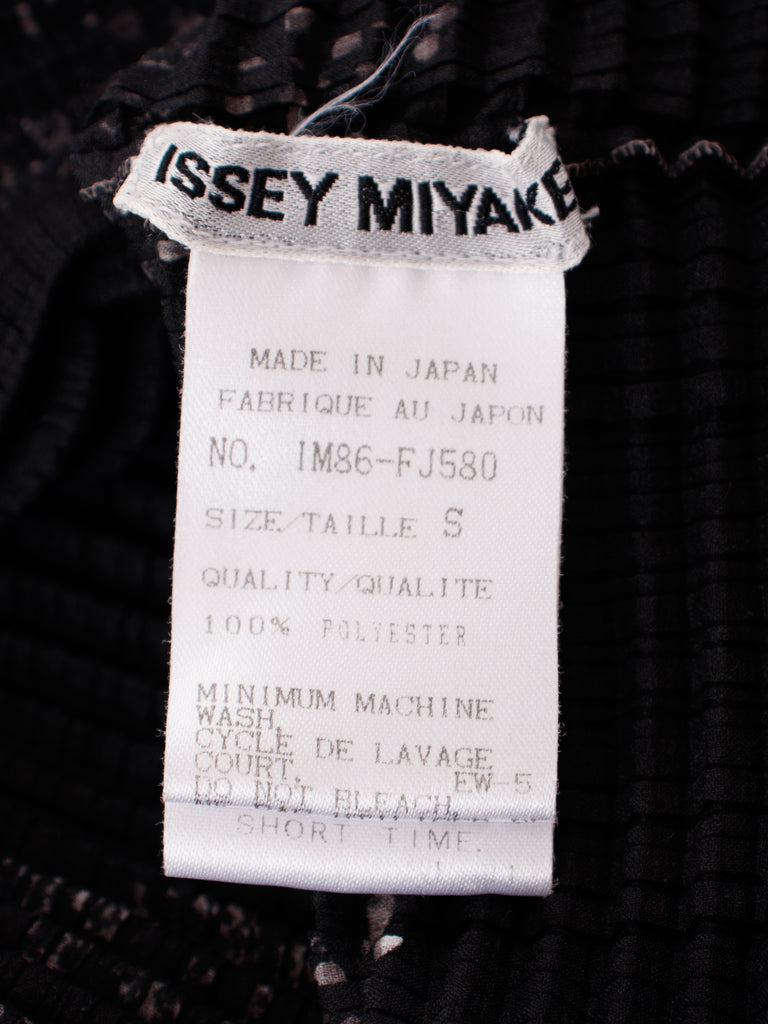 ISSEY MIYAKE
MADE IN JAPAN
FABRIQUE AU JAPON
NO. IM86-FJ580
SIZE/TAILLE S
QUALITY/QUALITE
100% POLYESTER
MINIMUM MACHINE
WASH.
CYCLE DE LAVAGE
COURT.
EW-5
DO NOT BLEACH
SHORT TIME.